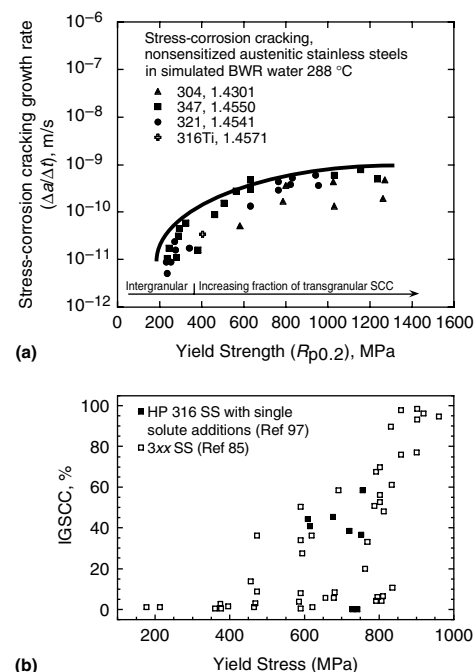 Stress-corrosion cracking growth rate
(Δa/Δt), m/s
10⁻⁶
10⁻⁷
10⁻⁸
10⁻⁹
10⁻¹⁰
10⁻¹¹
10⁻¹²
Stress-corrosion cracking,
nonsensitized austenitic stainless steels
in simulated BWR water 288 °C
304, 1.4301
347, 1.4550
321, 1.4541
316Ti, 1.4571
Intergranular
Increasing fraction of transgranular SCC
0 200 400 600 800 1000 1200 1400
(a)
Yield Strength (Rp0.2), MPa
IGSCC, %
100
80
60
40
20
0
HP 316 SS with single
solute additions (Ref 97)
3xx SS (Ref 85)
0 200 400 600 800 1000
(b)
Yield Stress (MPa)